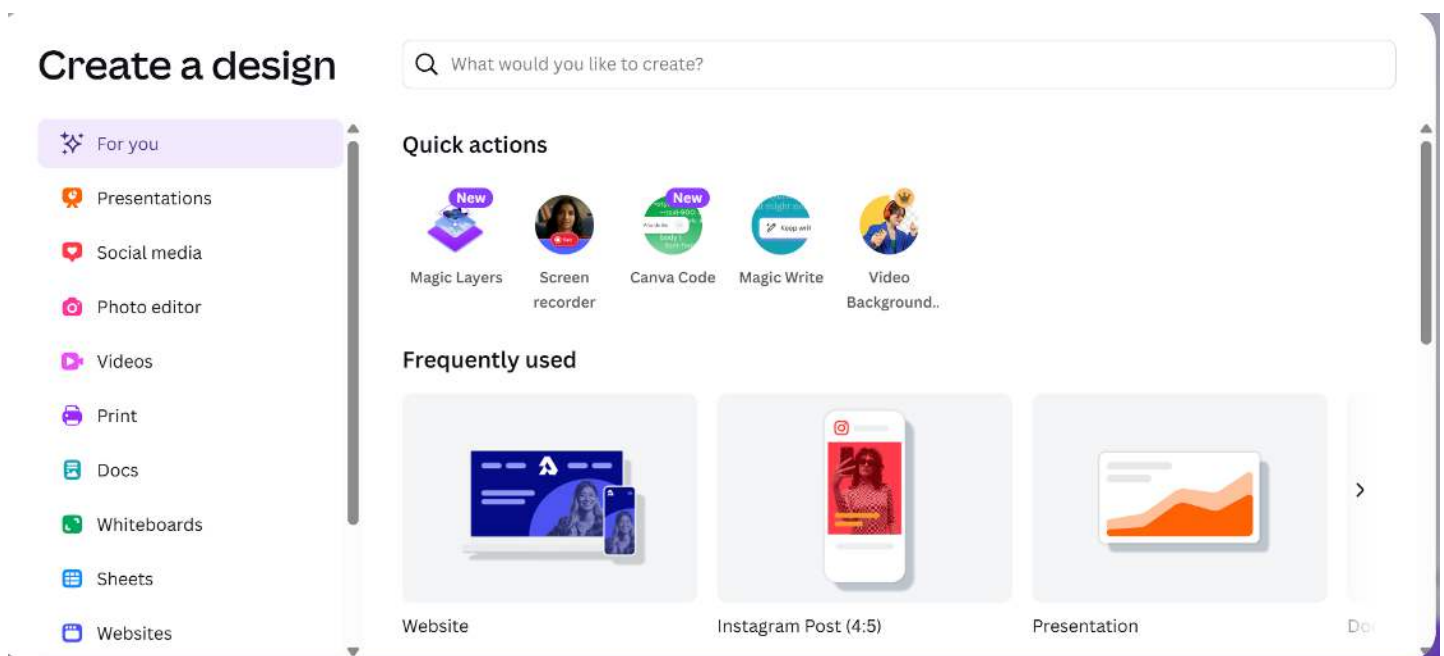 Create a design
What would you like to create?
For you
Presentations
Social media
Photo editor
Videos
Print
Docs
Whiteboards
Sheets
Websites
Quick actions
New
New
Magic Layers
Screen
recorder
Canva Code
Magic Write
Video
Background..
Keep wri
Frequently used
Website
Instagram Post (4:5)
Presentation